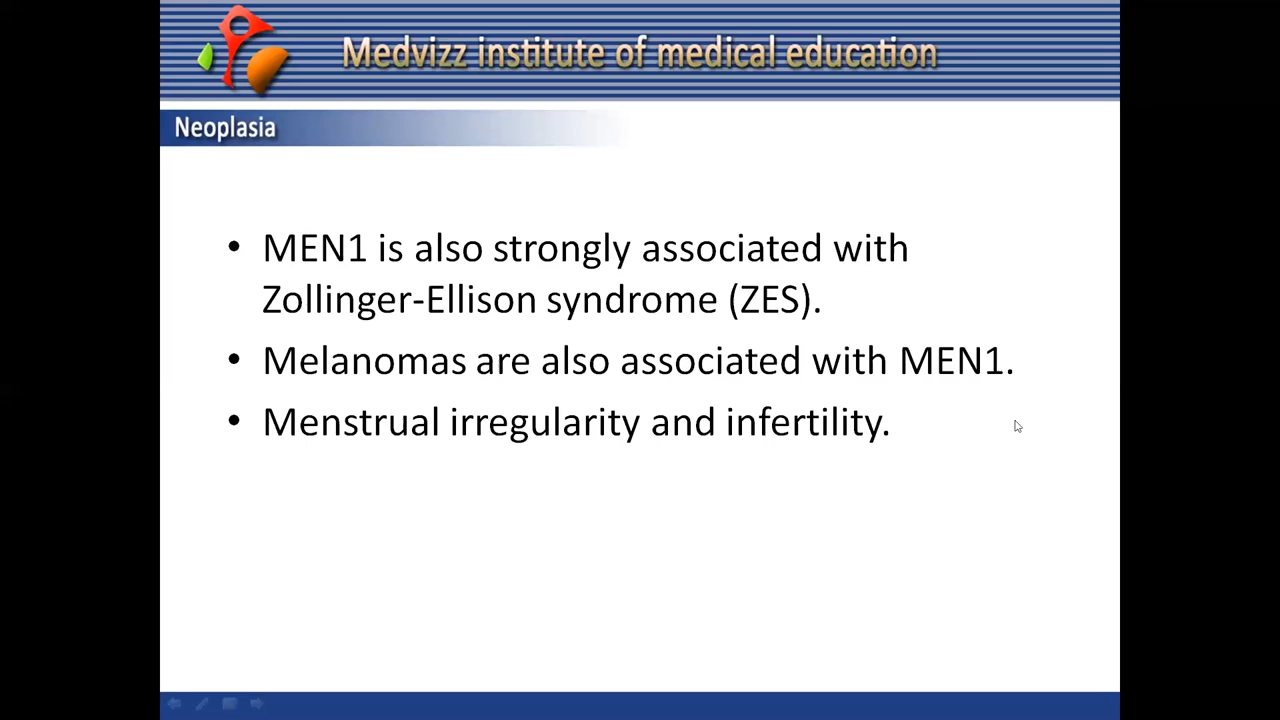 Medvizz institute of medical education
Neoplasia
• MEN1 is also strongly associated with
Zollinger-Ellison syndrome (ZES).
• Melanomas are also associated with MEN1.
• Menstrual irregularity and infertility.